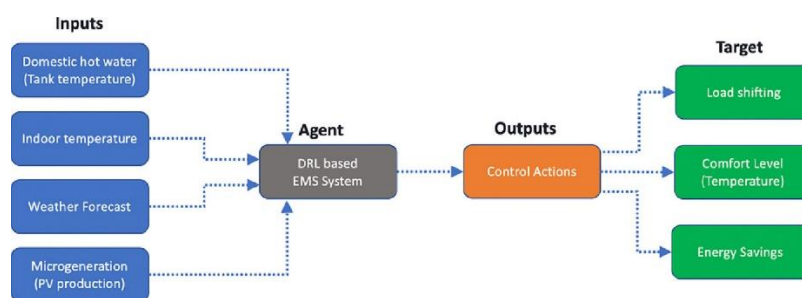 Inputs
Domestic hot water
(Tank temperature)
Indoor temperature
Weather Forecast
Microgeneration
(PV production)
Agent
DRL based
EMS System
Outputs
Control Actions
Target
Load shifting
Comfort Level
(Temperature)
Energy Savings